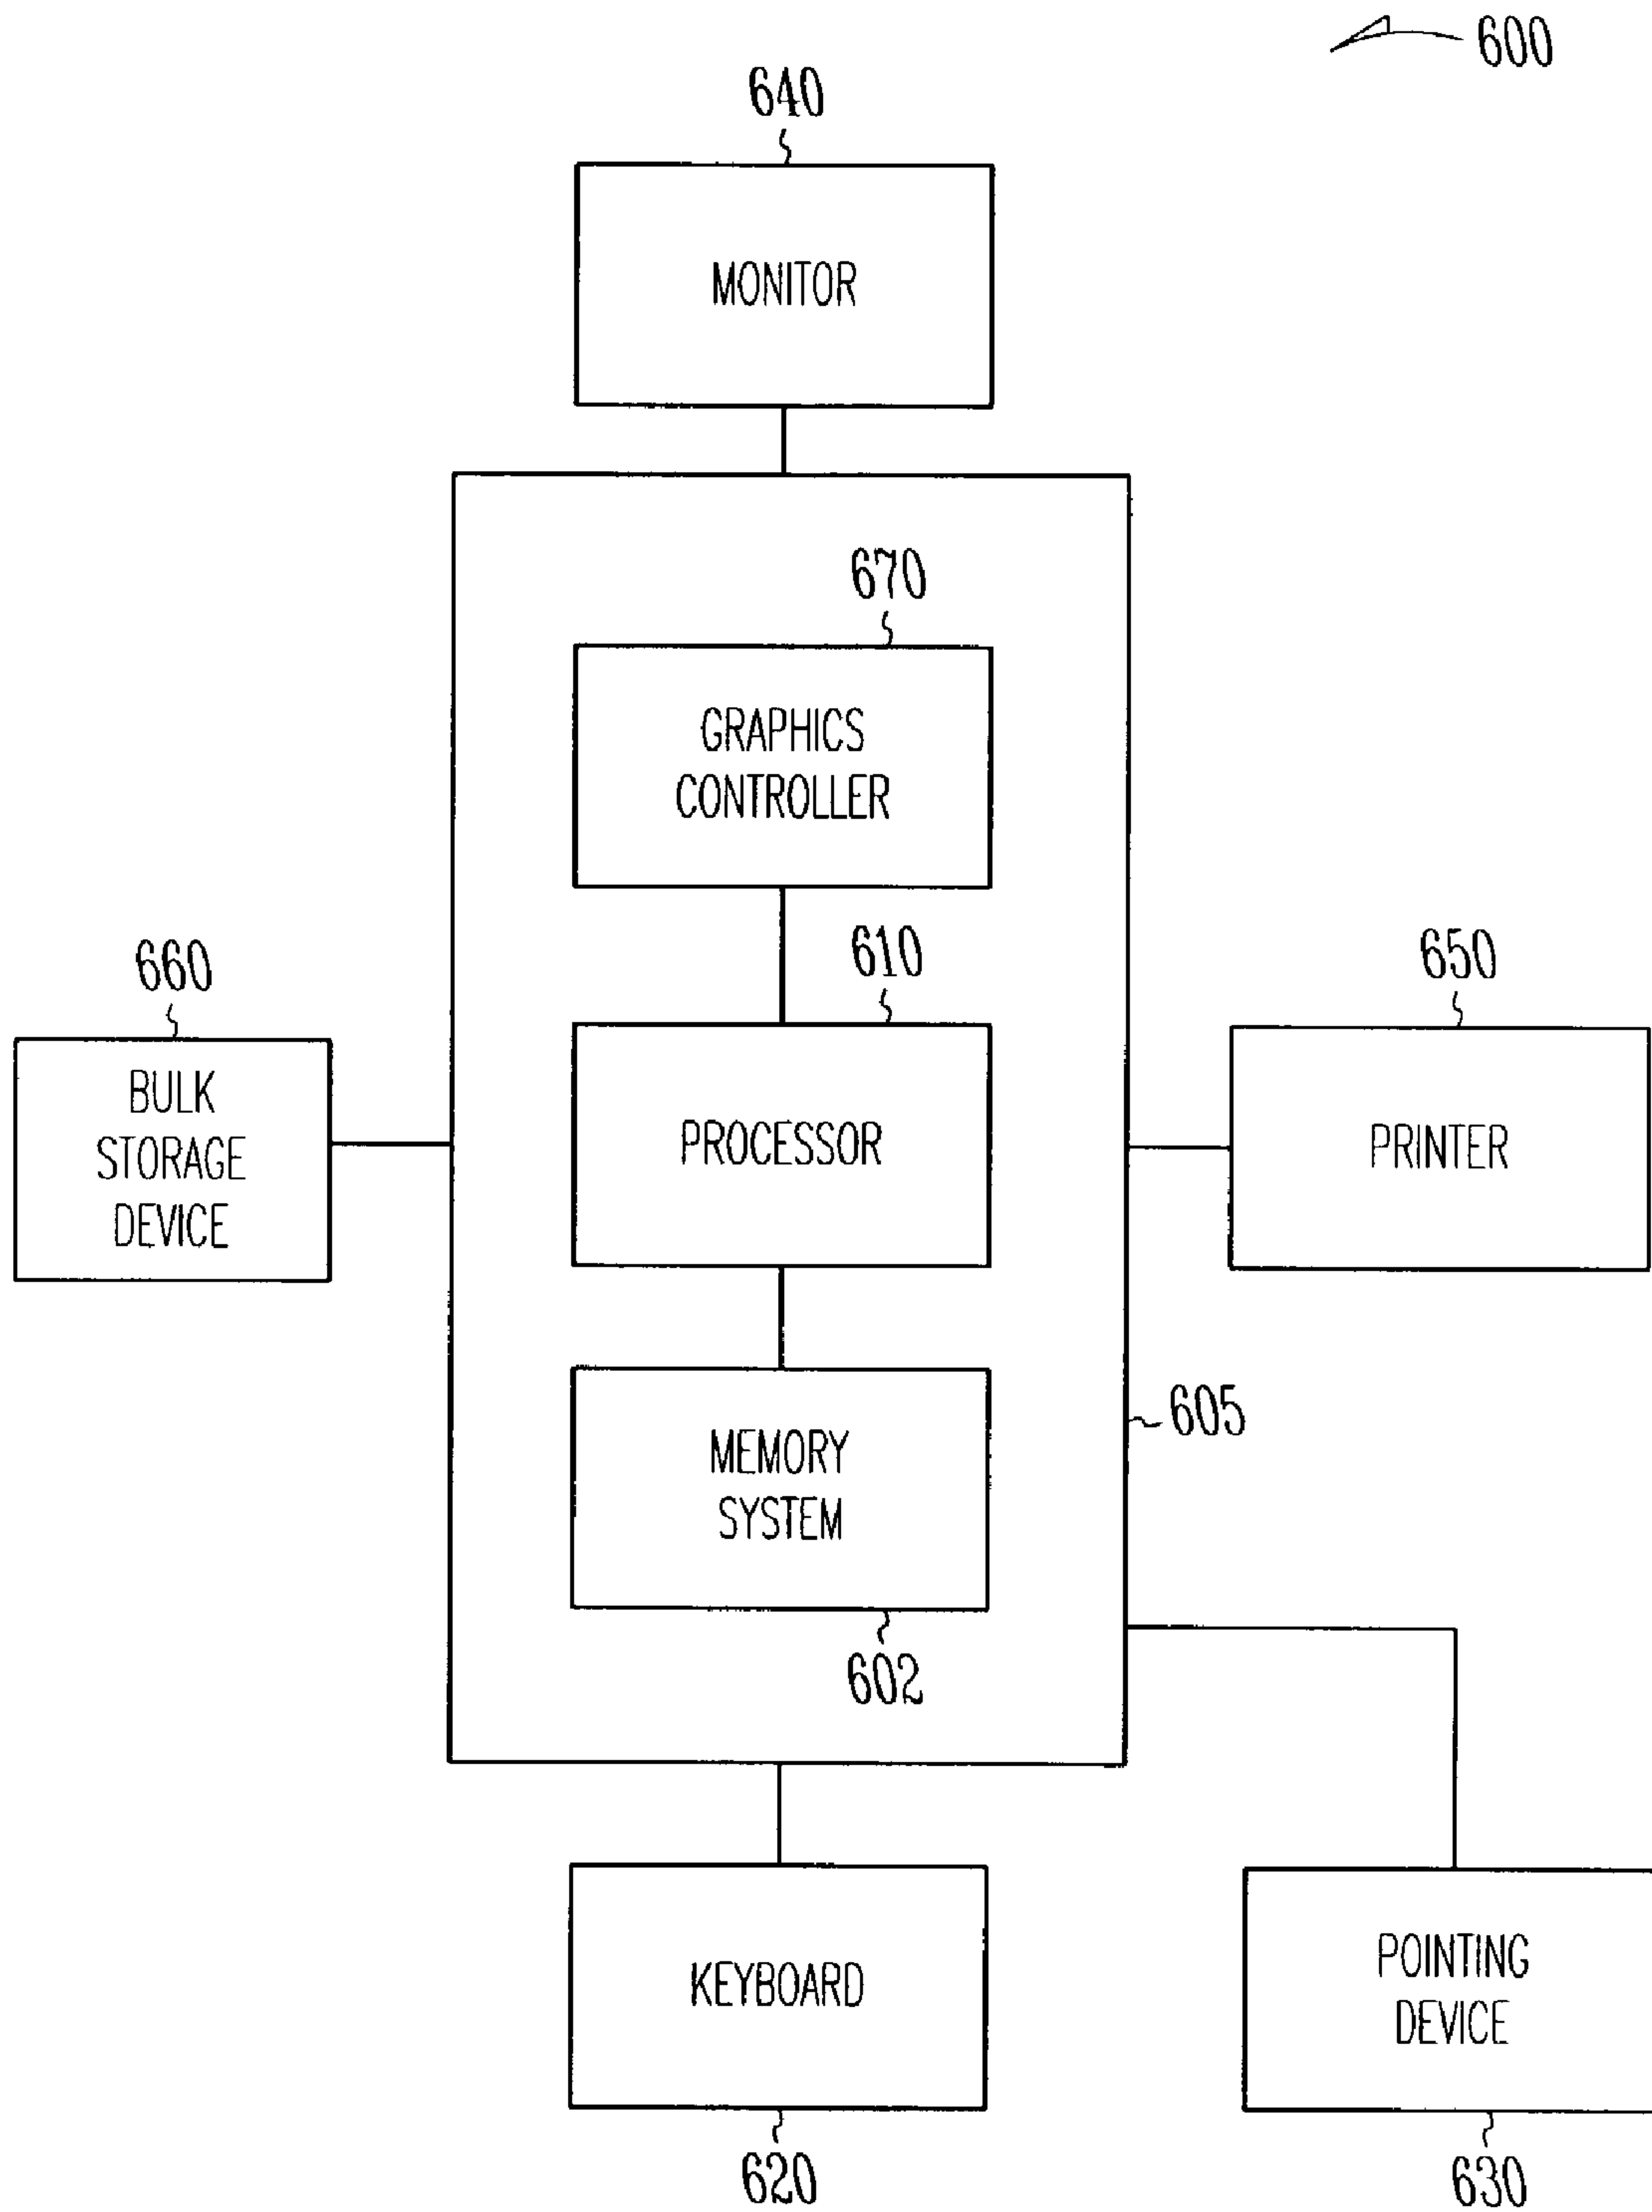 600
640
MONITOR
670
GRAPHICS
CONTROLLER
660
BULK
STORAGE
DEVICE
610
PROCESSOR
650
PRINTER
605
MEMORY
SYSTEM
602
KEYBOARD
620
POINTING
DEVICE
630